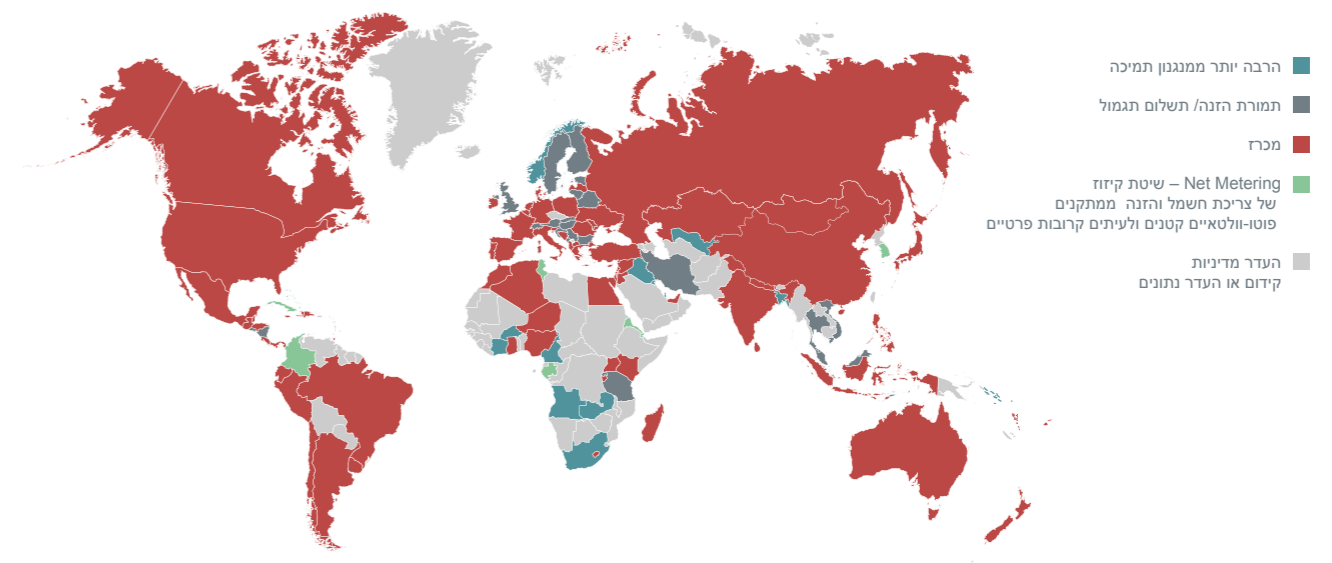 הרבה יותר ממנגנון תמיכה
תמורת הזנה/ תשלום תגמול
מכרז
Net Metering – שיטת קיזוז
של צריכת חשמל והזנה ממתקנים
פוטו-וולטאיים קטנים ולעיתים קרובות פרטיים
העדר מדיניות
קידום או העדר נתונים